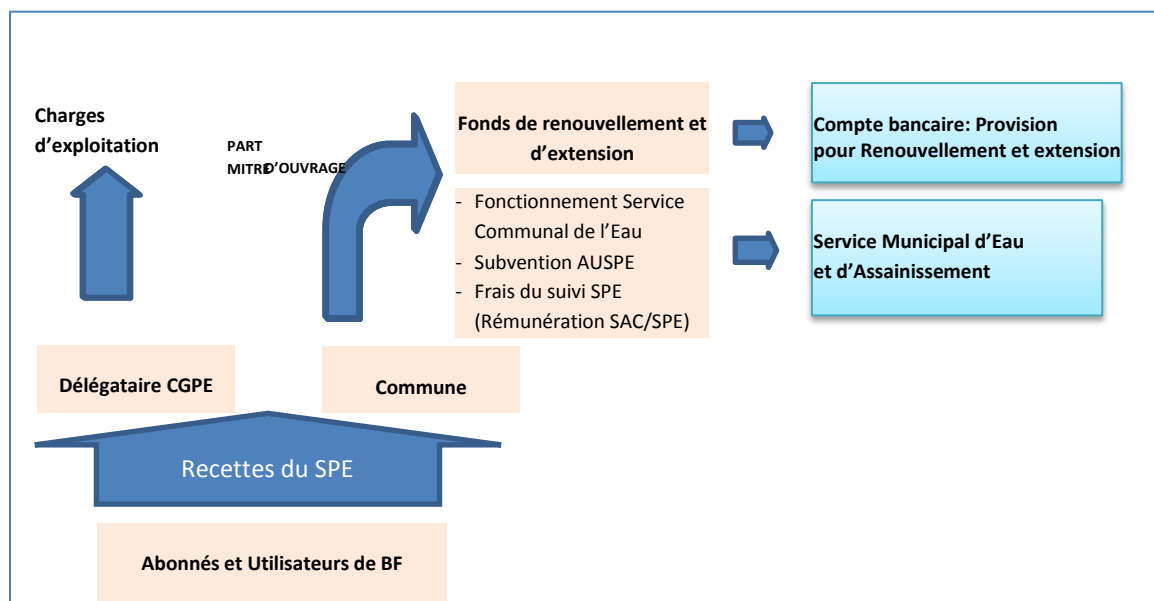 Charges
d'exploitation
PART
MITRE D'OUVRAGE
Fonds de renouvellement et
d'extension
Compte bancaire: Provision
pour Renouvellement et extension
- Fonctionnement Service
Communal de l'Eau
- Subvention AUSPE
- Frais du suivi SPE
(Rémunération SAC/SPE)
Service Municipal d'Eau
et d'Assainissement
Délégataire CGPE
Commune
Recettes du SPE
Abonnés et Utilisateurs de BF